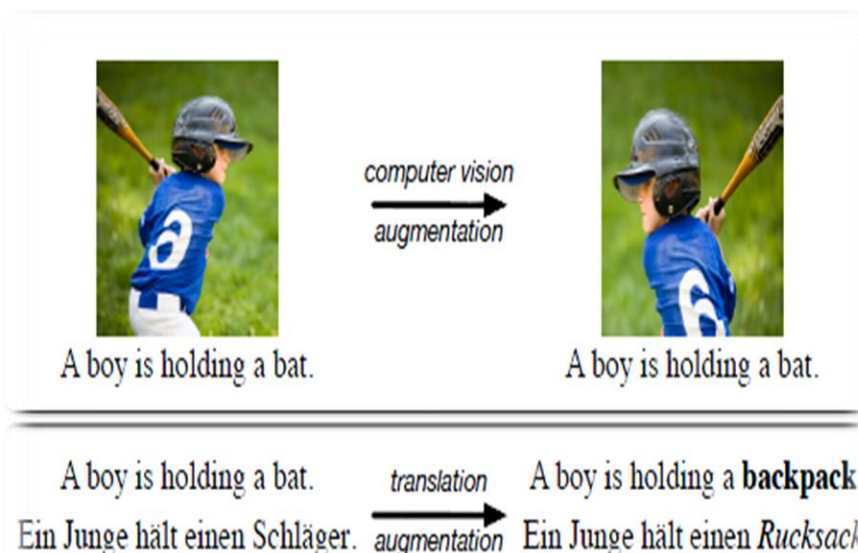 computer vision
augmentation
A boy is holding a bat.
A boy is holding a bat.
A boy is holding a bat.
translation
A boy is holding a backpack
Ein Junge hält einen Schläger.
augmentation
Ein Junge hält einen Rucksack